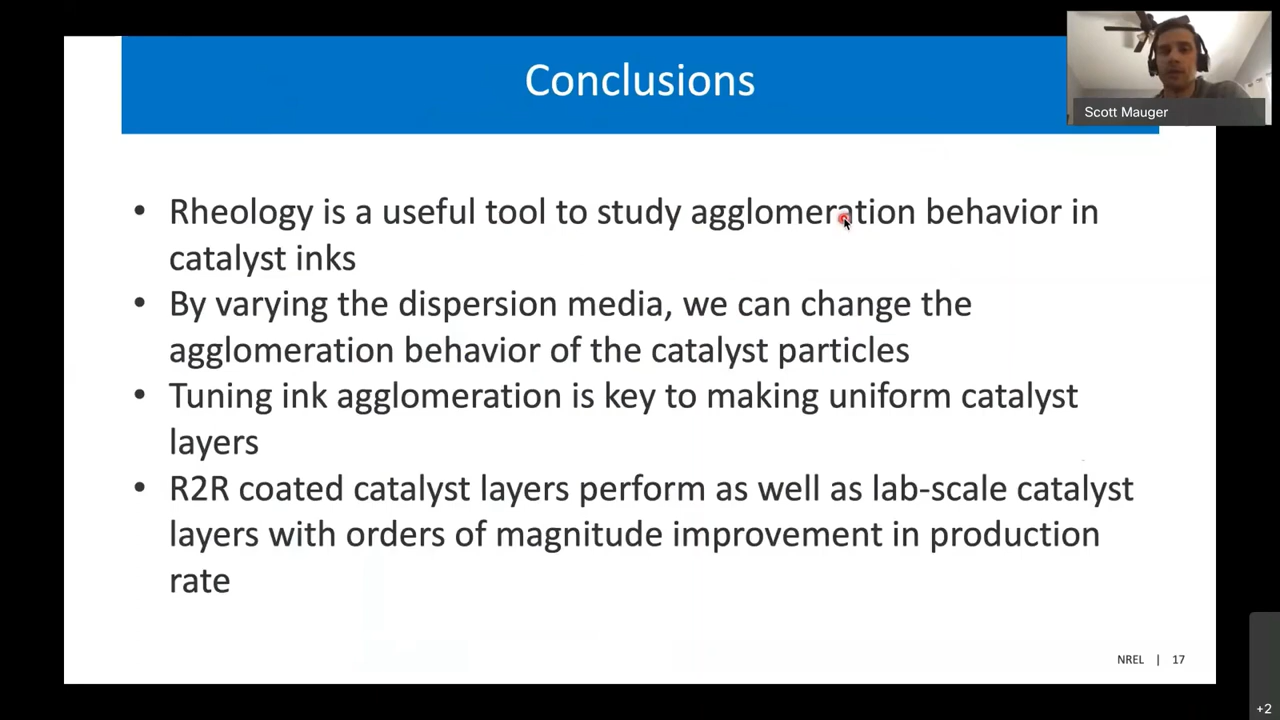 Conclusions
Scott Mauger
• Rheology is a useful tool to study agglomeration behavior in
catalyst inks
• By varying the dispersion media, we can change the
agglomeration behavior of the catalyst particles
• Tuning ink agglomeration is key to making uniform catalyst
layers
• R2R coated catalyst layers perform as well as lab-scale catalyst
layers with orders of magnitude improvement in production
rate
NREL | 17
+2